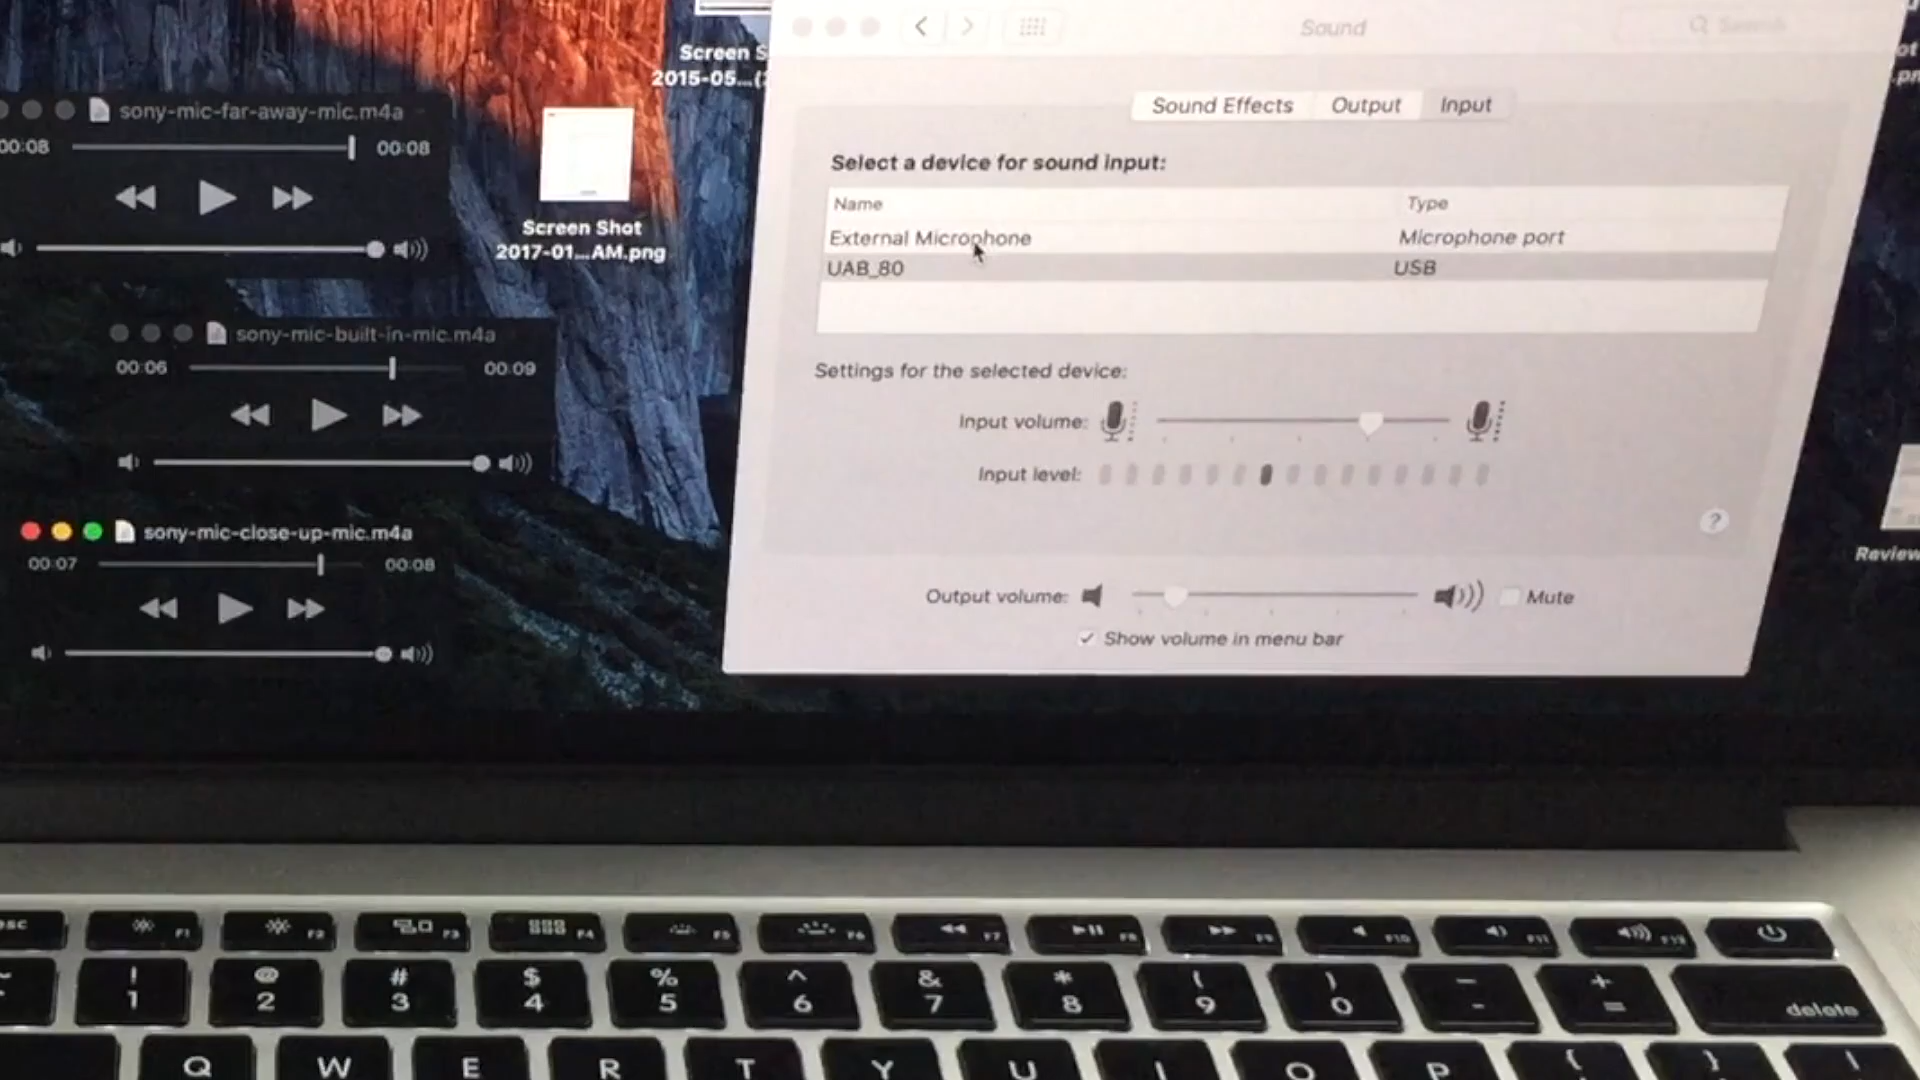 Screen S
2015-05...(
sony-mic-far-away-mic.m4a
00:08
00:08
Screen Shot
2017-01...AM.png
sony-mic-built-in-mic.m4a
00:06
00:09
sony-mic-close-up-mic.m4a
00:07
00:08
Sound
Search
Sound Effects
Output
Input
Select a device for sound input:
Name
Type
External Microphone
Microphone port
UAB_80
USB
Settings for the selected device:
Input volume:
Input level:
?
Output volume:
Mute
Show volume in menu bar
Review
esc
F1
F2
F3
F4
F5
F6
F7
F8
F9
F10
F11
F12
~
! 1
@ 2
# 3
$ 4
% 5
^ 6
& 7
* 8
( 9
) 0
_ -
+ =
delete
Q
W
E
R
T
Y
U
I
O
P
{
}
|